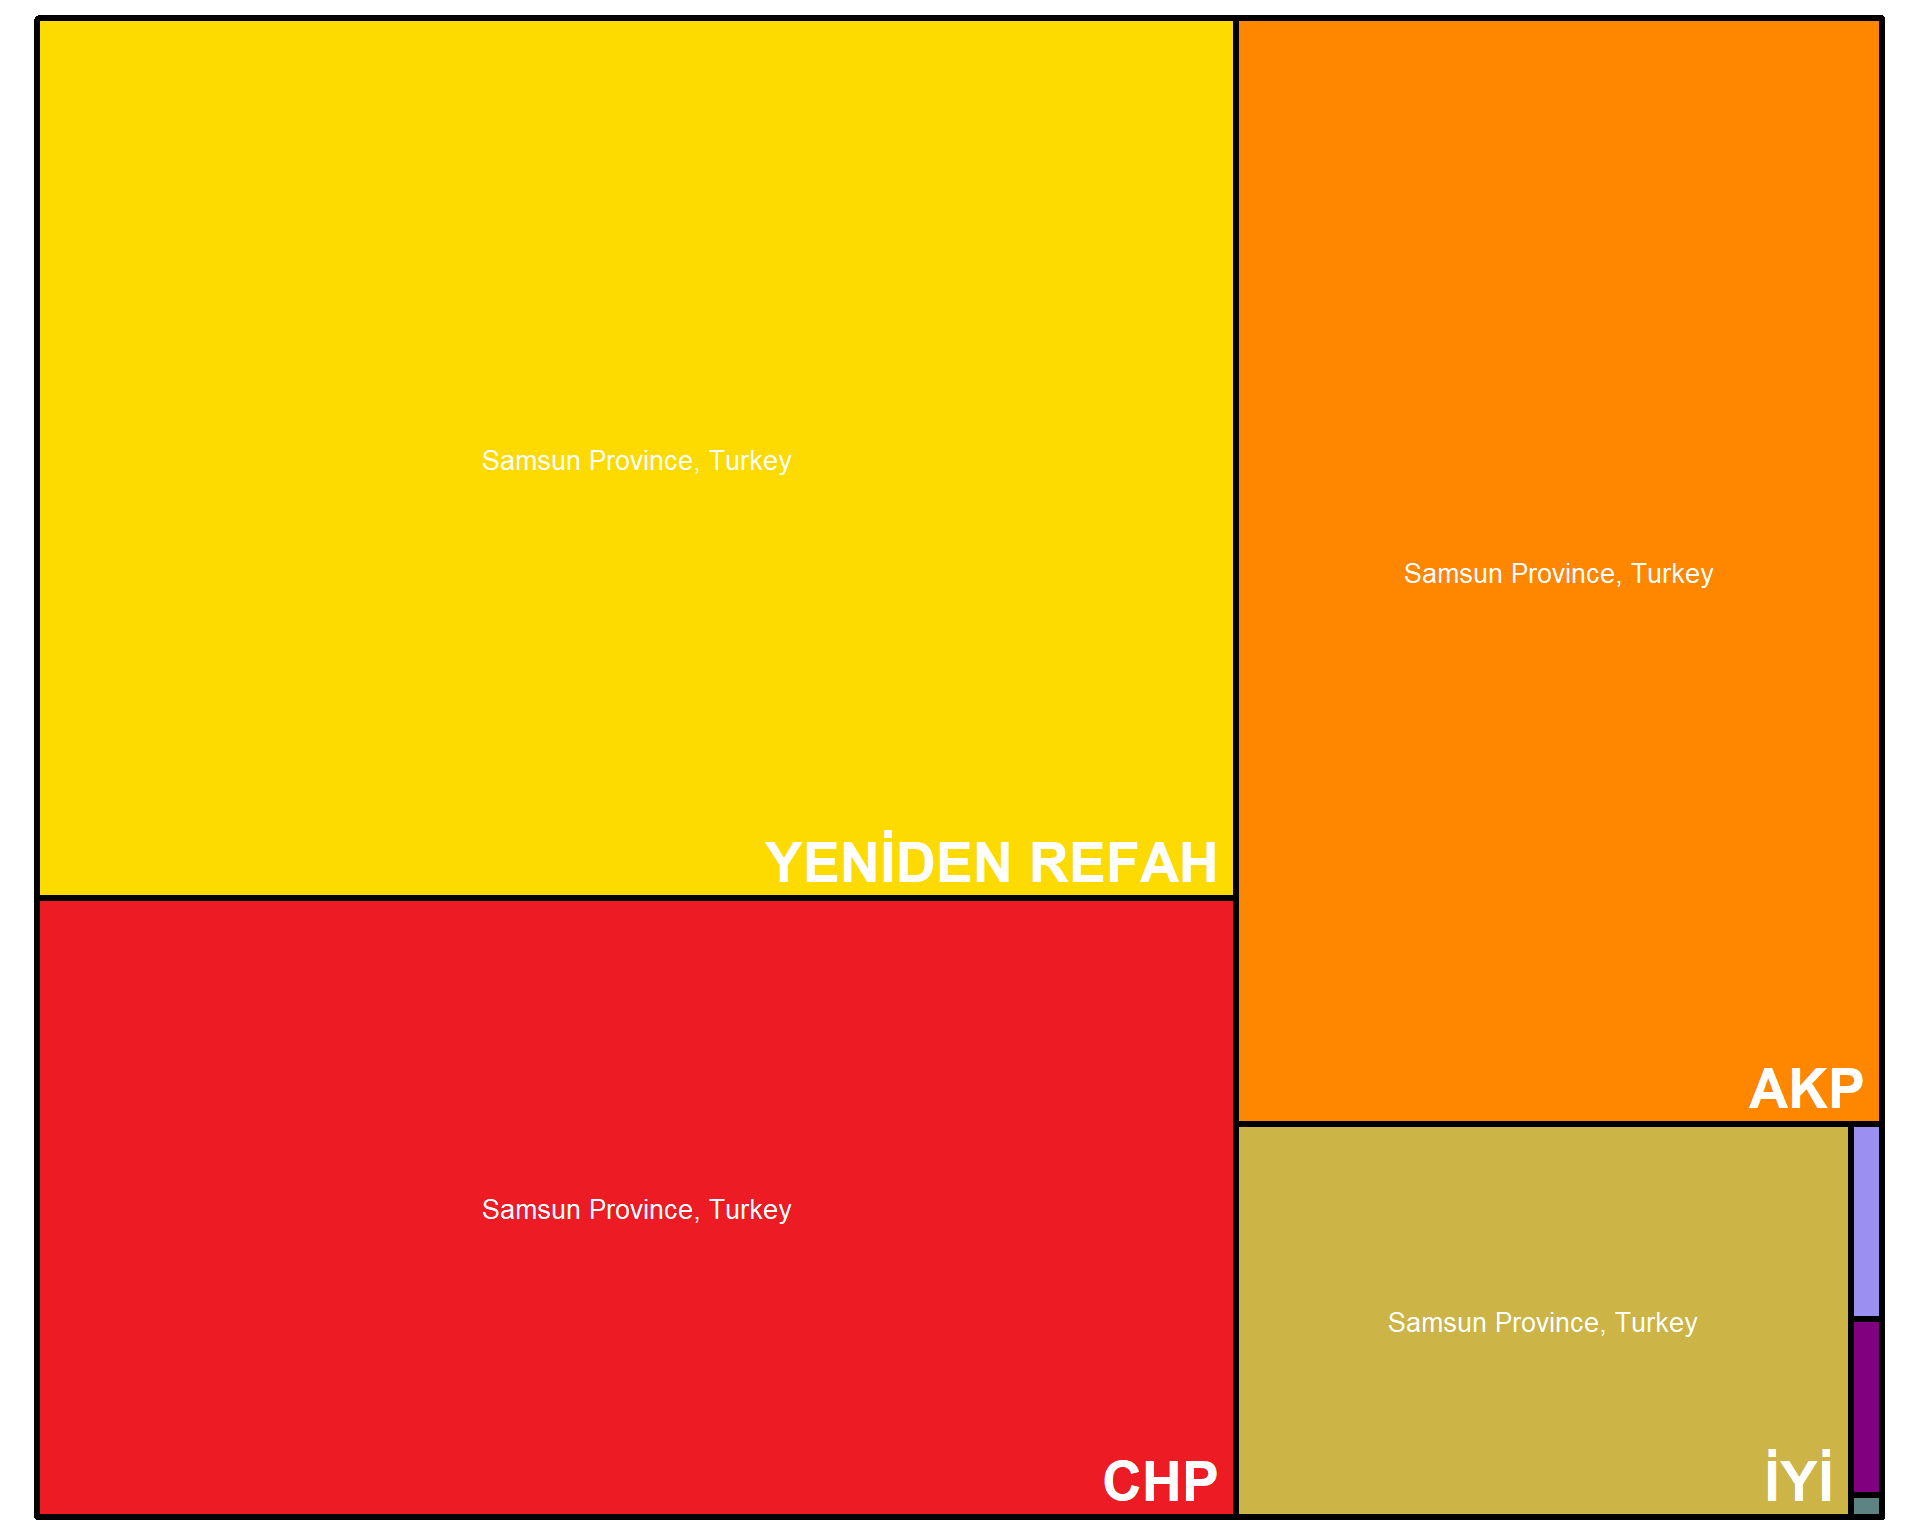 Samsun Province, Turkey
YENİDEN REFAH
Samsun Province, Turkey
AKP
Samsun Province, Turkey
CHP
Samsun Province, Turkey
İYİ